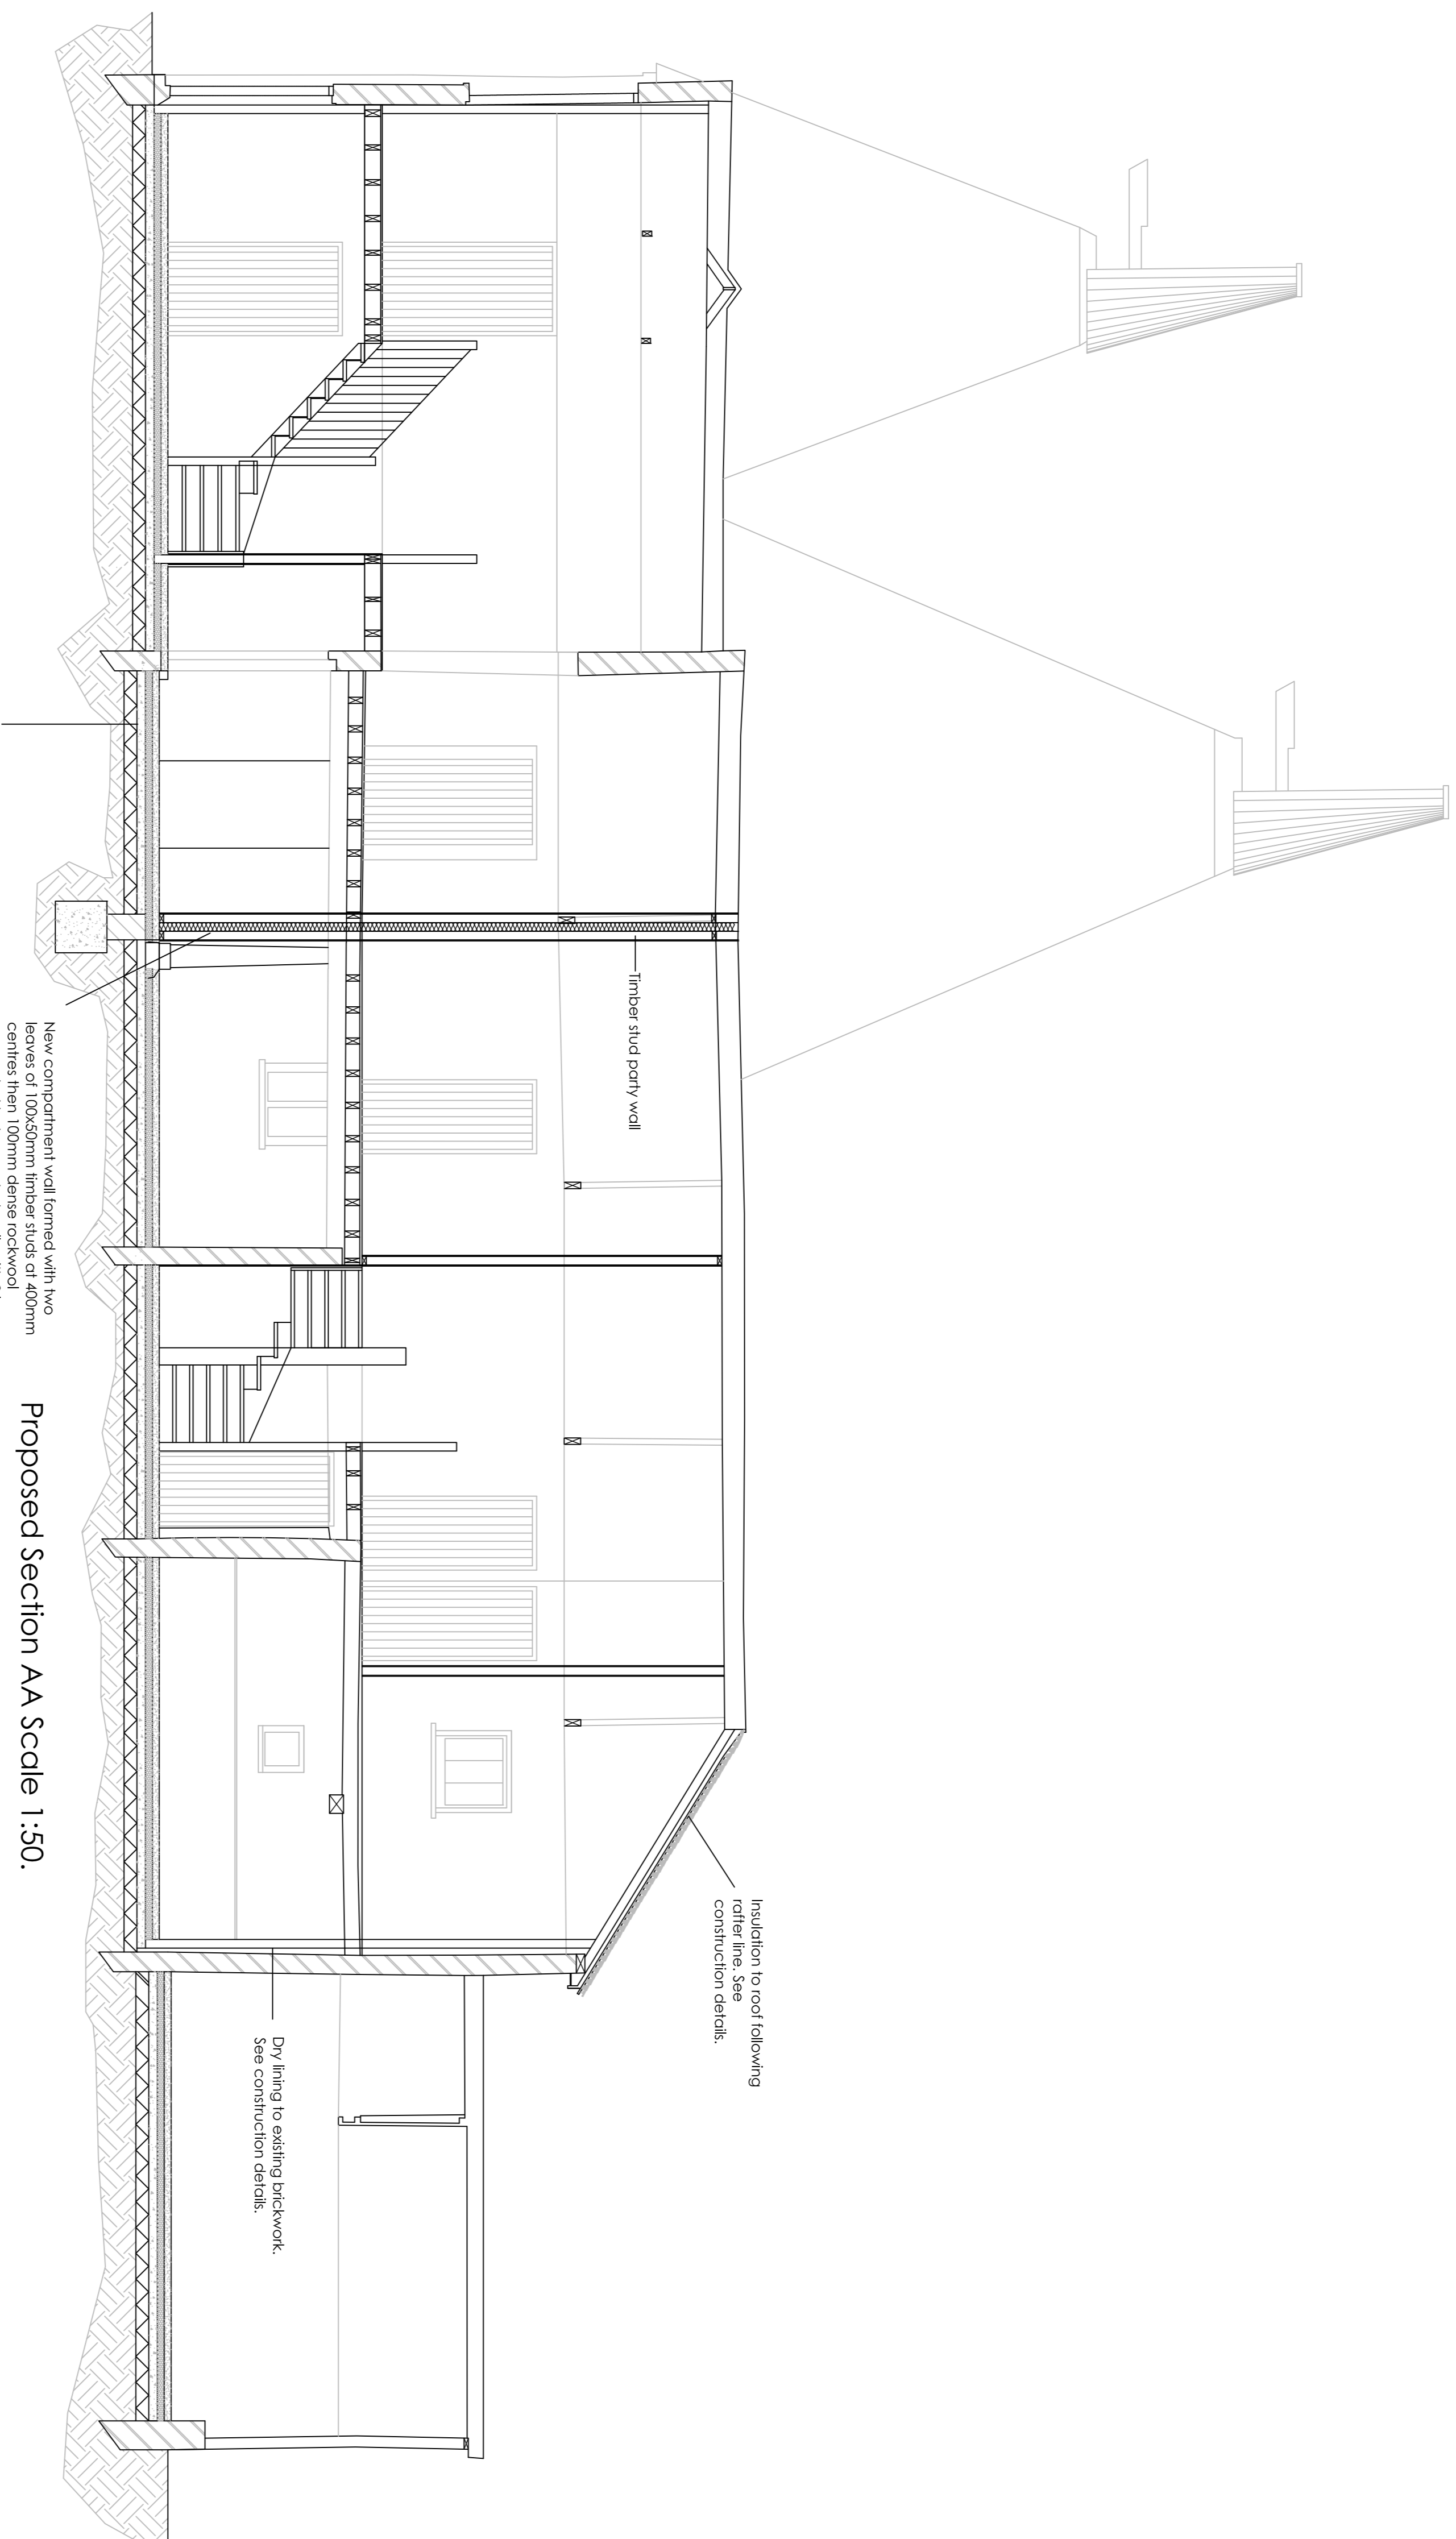 Insulation to roof following
rafter line. See
construction details.
Timber stud party wall
Dry lining to existing brickwork.
See construction details.
New compartment wall formed with two
leaves of 100x50mm timber studs at 400mm
centres then 100mm dense rockwool
Proposed Section AA Scale 1:50.